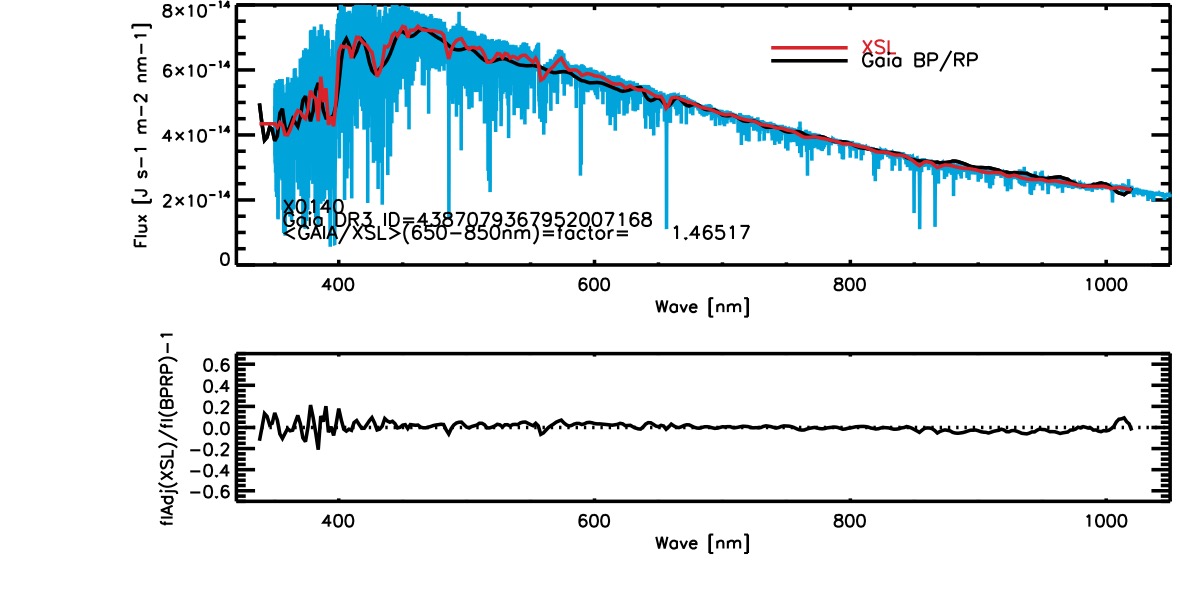 8×10−14
6×10−14
4×10−14
2×10−14
0
Flux [J s−1 m−2 nm−1]
XSL
Gaia BP/RP
X0140
Gaia DR3 ID=4387079367952007168
<GAIA/XSL>(650−850nm)=factor= 1.46517
400 600 800 1000
Wave [nm]
flAdj(XSL)/fl(BPRP)−1
0.6
0.4
0.2
0.0
−0.2
−0.4
−0.6
400 600 800 1000
Wave [nm]